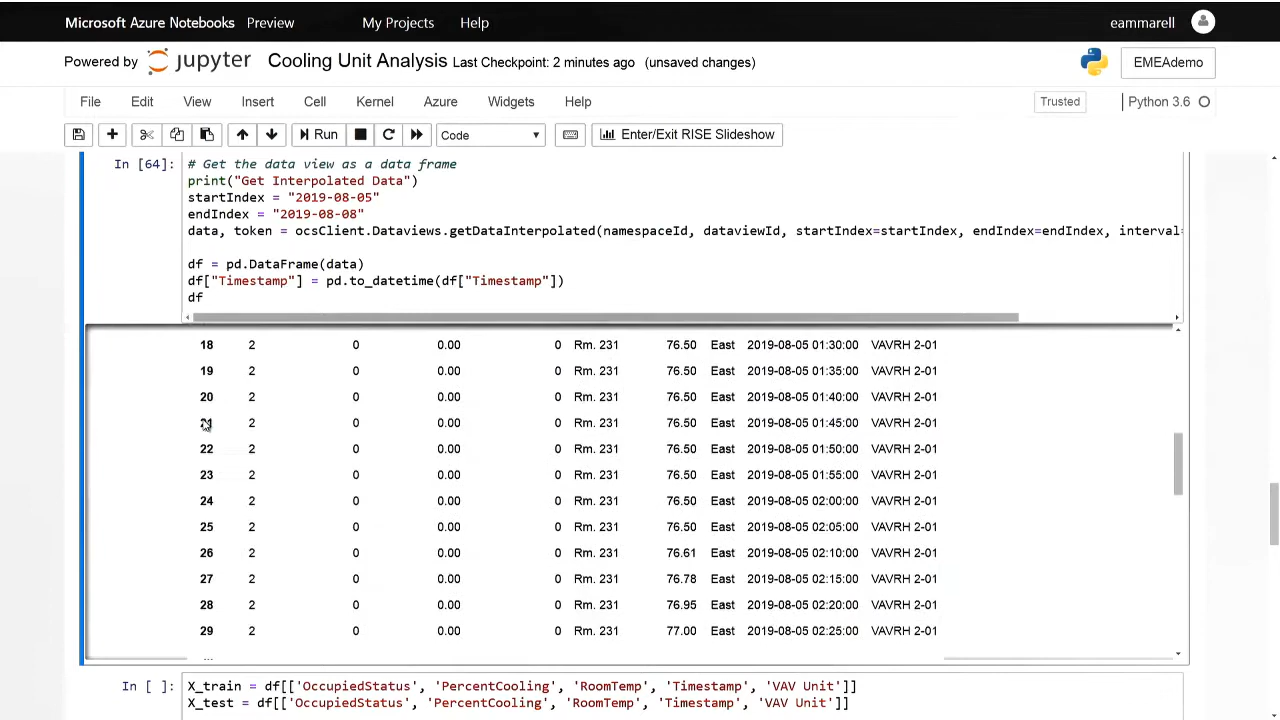 Microsoft Azure Notebooks Preview My Projects Help eammarell
Powered by jupyter Cooling Unit Analysis Last Checkpoint: 2 minutes ago (unsaved changes) EMEAdemo
File Edit View Insert Cell Kernel Azure Widgets Help Trusted Python 3.6
Run Code Enter/Exit RISE Slideshow
In [64]: # Get the data view as a data frame
print("Get Interpolated Data")
startIndex = "2019-08-05"
endIndex = "2019-08-08"
data, token = ocsClient.Dataviews.getDataInterpolated(namespaceId, dataviewId, startIndex=startIndex, endIndex=endIndex, interval=
df = pd.DataFrame(data)
df["Timestamp"] = pd.to_datetime(df["Timestamp"])
df
18 2 0 0.00 0 Rm. 231 76.50 East 2019-08-05 01:30:00 VAVRH 2-01
19 2 0 0.00 0 Rm. 231 76.50 East 2019-08-05 01:35:00 VAVRH 2-01
20 2 0 0.00 0 Rm. 231 76.50 East 2019-08-05 01:40:00 VAVRH 2-01
21 2 0 0.00 0 Rm. 231 76.50 East 2019-08-05 01:45:00 VAVRH 2-01
22 2 0 0.00 0 Rm. 231 76.50 East 2019-08-05 01:50:00 VAVRH 2-01
23 2 0 0.00 0 Rm. 231 76.50 East 2019-08-05 01:55:00 VAVRH 2-01
24 2 0 0.00 0 Rm. 231 76.50 East 2019-08-05 02:00:00 VAVRH 2-01
25 2 0 0.00 0 Rm. 231 76.50 East 2019-08-05 02:05:00 VAVRH 2-01
26 2 0 0.00 0 Rm. 231 76.61 East 2019-08-05 02:10:00 VAVRH 2-01
27 2 0 0.00 0 Rm. 231 76.78 East 2019-08-05 02:15:00 VAVRH 2-01
28 2 0 0.00 0 Rm. 231 76.95 East 2019-08-05 02:20:00 VAVRH 2-01
29 2 0 0.00 0 Rm. 231 77.00 East 2019-08-05 02:25:00 VAVRH 2-01
...
In [ ]: X_train = df[['OccupiedStatus', 'PercentCooling', 'RoomTemp', 'Timestamp', 'VAV Unit']]
X_test = df[['OccupiedStatus', 'PercentCooling', 'RoomTemp', 'Timestamp', 'VAV Unit']]